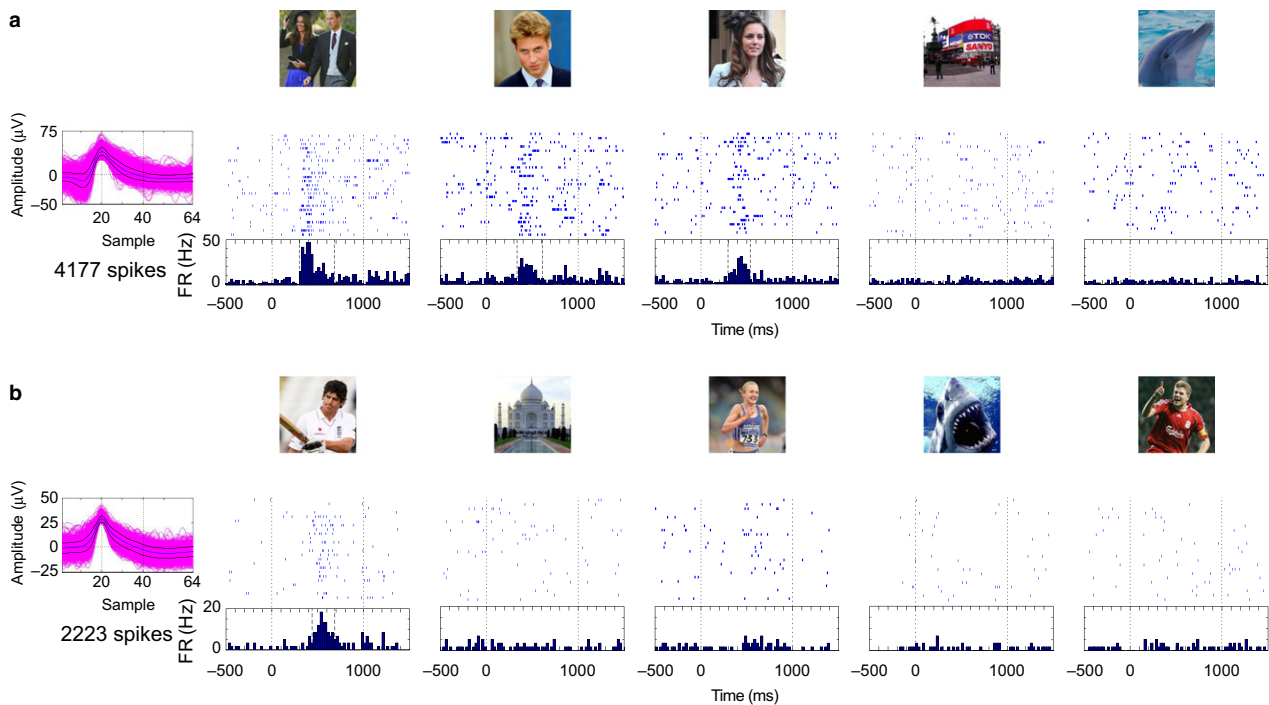 a
TDK
SANYO
Amplitude (µV)
75
0
–50
20 40 64
Sample
4177 spikes
FR (Hz)
50
0
–500 0 1000 –500 0 1000 –500 0 1000 –500 0 1000 –500 0 1000
Time (ms)
b
753
Carlsberg
Amplitude (µV)
50
25
0
–25
20 40 64
Sample
2223 spikes
FR (Hz)
20
0
–500 0 1000 –500 0 1000 –500 0 1000 –500 0 1000 –500 0 1000
Time (ms)